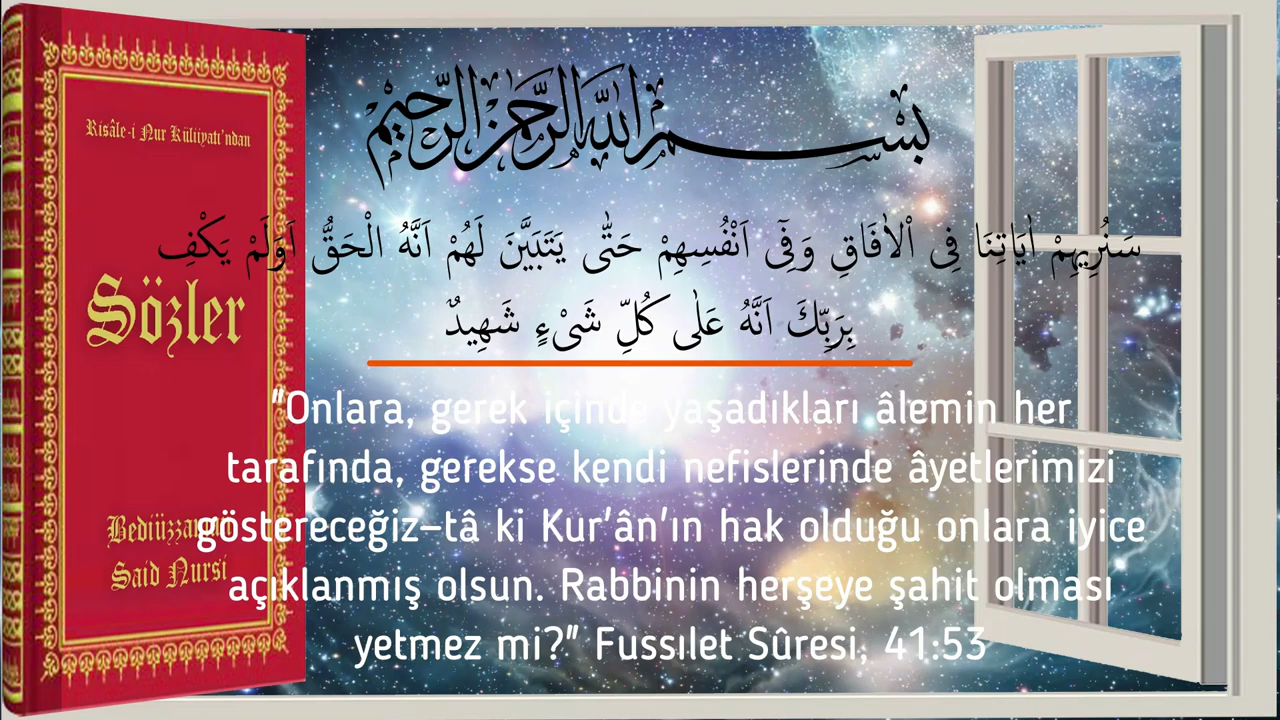 Risâle-i Nur Külliyatı'ndan
Sözler
Bediüzzaman
Said Nursi
بِسْمِ اللهِ الرَّحْمٰنِ الرَّحِيمِ
سَنُرِيهِمْ اٰيَاتِنَا فِى اْلاٰفَاقِ وَفِٓى اَنْفُسِهِمْ حَتّٰى يَتَبَيَّنَ لَهُمْ اَنَّهُ الْحَقُّ اَوَلَمْ يَكْفِ
بِرَبِّكَ اَنَّهُ عَلٰى كُلِّ شَىْءٍ شَهِيدٌ
"Onlara, gerek içinde yaşadıkları âlemin her
tarafında, gerekse kendi nefislerinde âyetlerimizi
göstereceğiz–tâ ki Kur'ân'ın hak olduğu onlara iyice
açıklanmış olsun. Rabbinin herşeye şahit olması
yetmez mi?" Fussılet Sûresi, 41:53